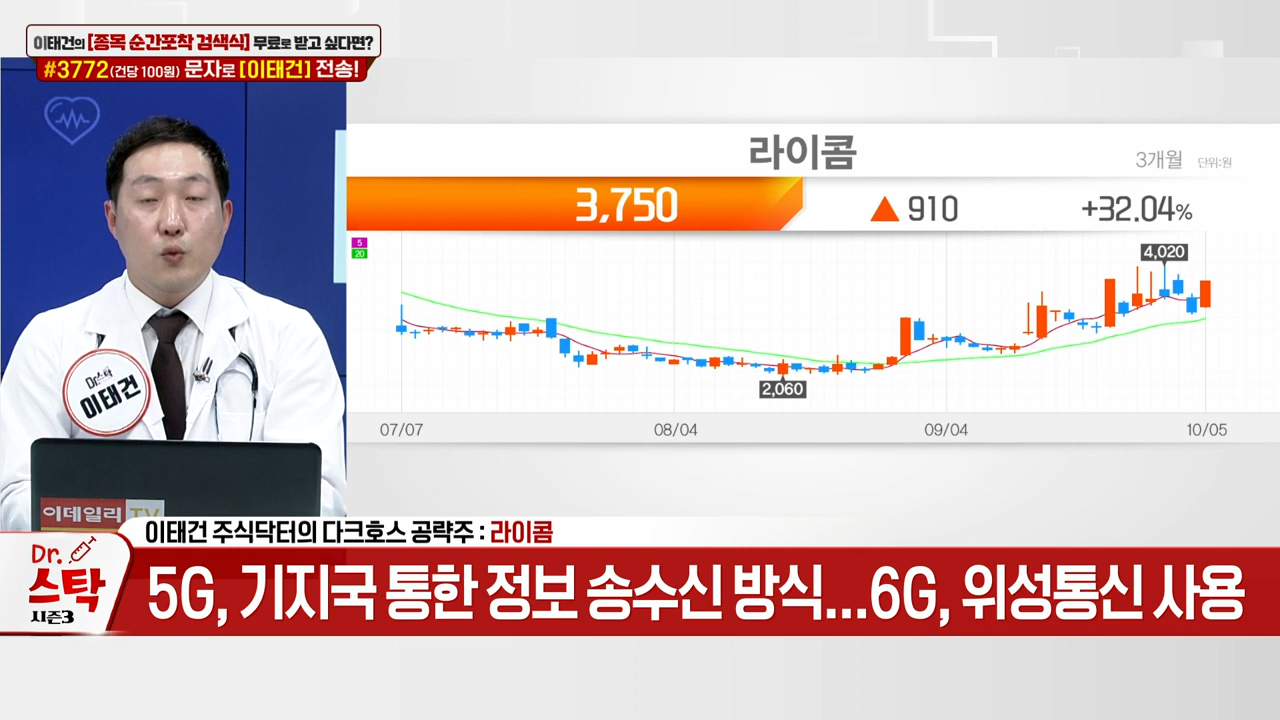 이태건의 [종목 순간포착 검색식] 무료로 받고 싶다면?
#3772(건당 100원) 문자로 [이태건] 전송!
라이콤
3개월 단위:원
3,750 ▲ 910 +32.04%
5
20
4,020
2,060
07/07 08/04 09/04 10/05
Dr.스탁
이태건
이데일리 TV
이태건 주식닥터의 다크호스 공략주 : 라이콤
Dr.
스탁
시즌3
5G, 기지국 통한 정보 송수신 방식...6G, 위성통신 사용